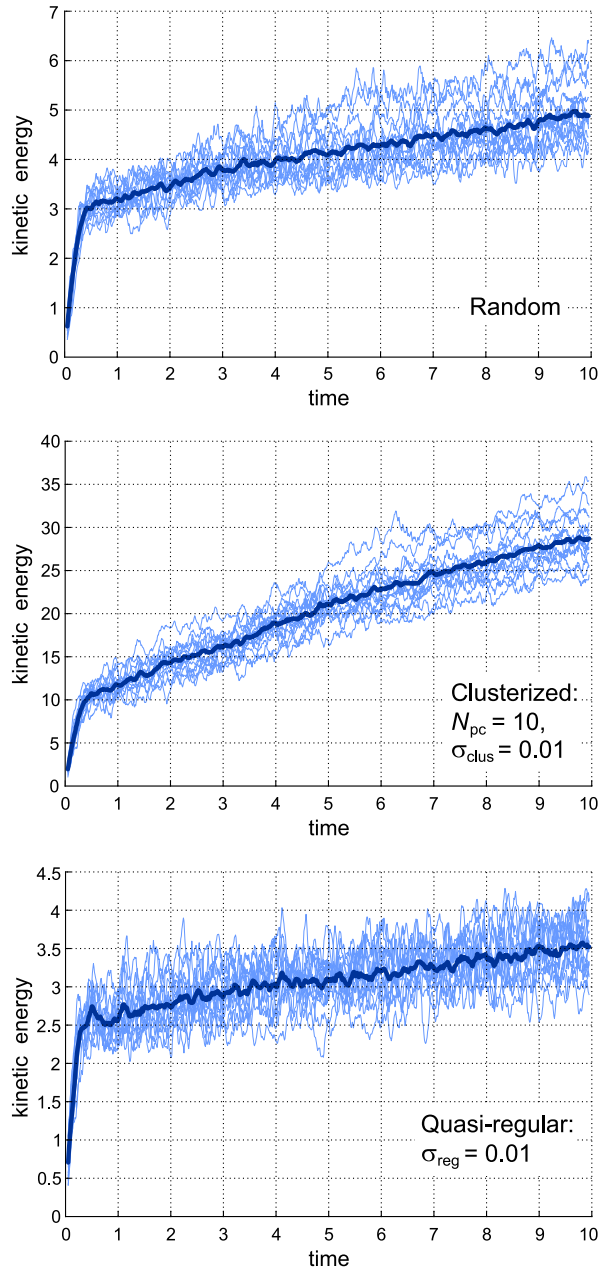 7
6
5
4
3
2
1
0
kinetic energy
Random
0 1 2 3 4 5 6 7 8 9 10
time
40
35
30
25
20
15
10
5
0
kinetic energy
Clusterized:
Npc = 10,
σclus = 0.01
0 1 2 3 4 5 6 7 8 9 10
time
4.5
4
3.5
3
2.5
2
1.5
1
0.5
0
kinetic energy
Quasi-regular:
σreg = 0.01
0 1 2 3 4 5 6 7 8 9 10
time